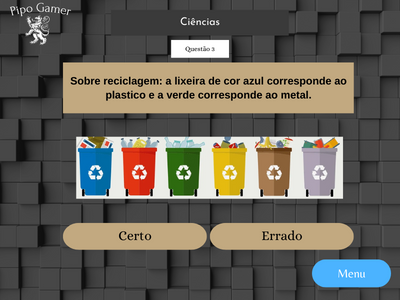 Pipo Gamer
Ciências
Questão 3
Sobre reciclagem: a lixeira de cor azul corresponde ao
plastico e a verde corresponde ao metal.
Certo
Errado
Menu